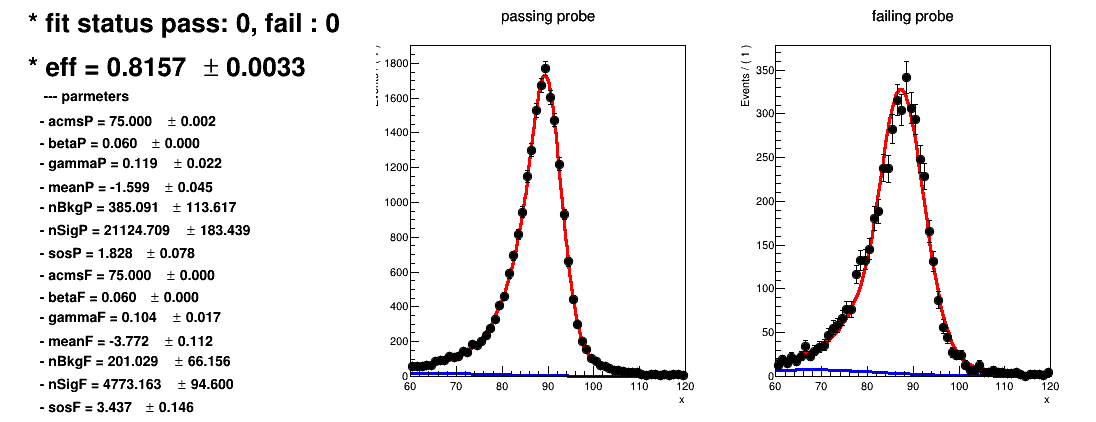 * fit status pass: 0, fail : 0
* eff = 0.8157 ± 0.0033
--- parmeters
- acmsP = 75.000 ± 0.002
- betaP = 0.060 ± 0.000
- gammaP = 0.119 ± 0.022
- meanP = -1.599 ± 0.045
- nBkgP = 385.091 ± 113.617
- nSigP = 21124.709 ± 183.439
- sosP = 1.828 ± 0.078
- acmsF = 75.000 ± 0.000
- betaF = 0.060 ± 0.000
- gammaF = 0.104 ± 0.017
- meanF = -3.772 ± 0.112
- nBkgF = 201.029 ± 66.156
- nSigF = 4773.163 ± 94.600
- sosF = 3.437 ± 0.146
passing probe
1800
1600
1400
1200
1000
800
600
400
200
0
60 70 80 90 100 110 120
x
failing probe
Events / ( 1 )
350
300
250
200
150
100
50
0
60 70 80 90 100 110 120
x